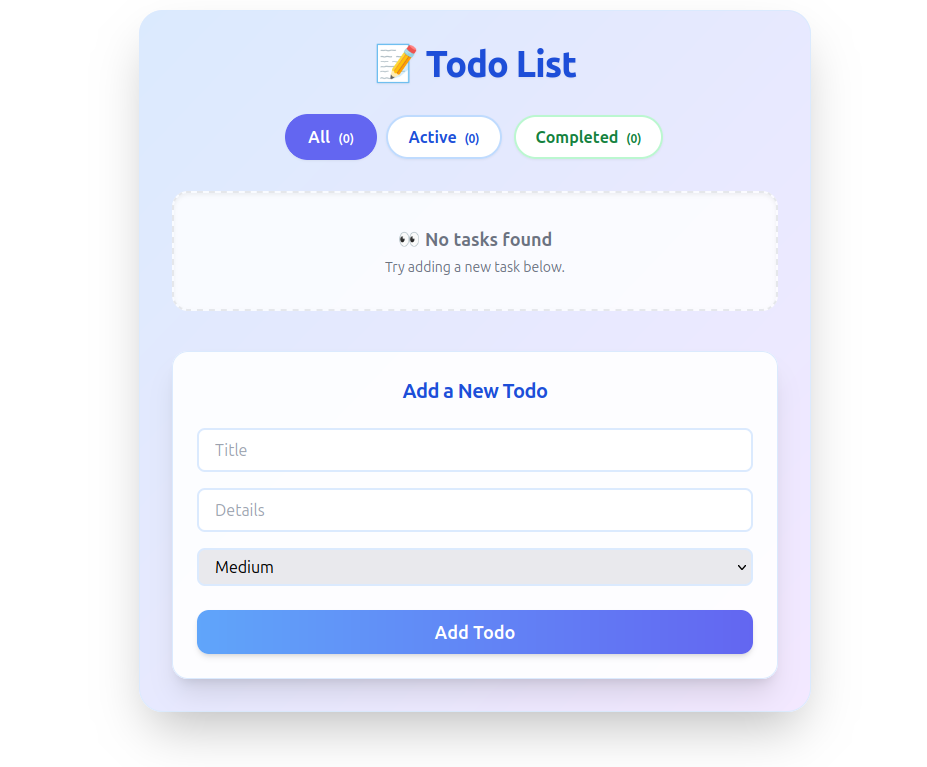 📝 Todo List
All (0) Active (0) Completed (0)
👀 No tasks found
Try adding a new task below.
Add a New Todo
Title
Details
Medium
Add Todo